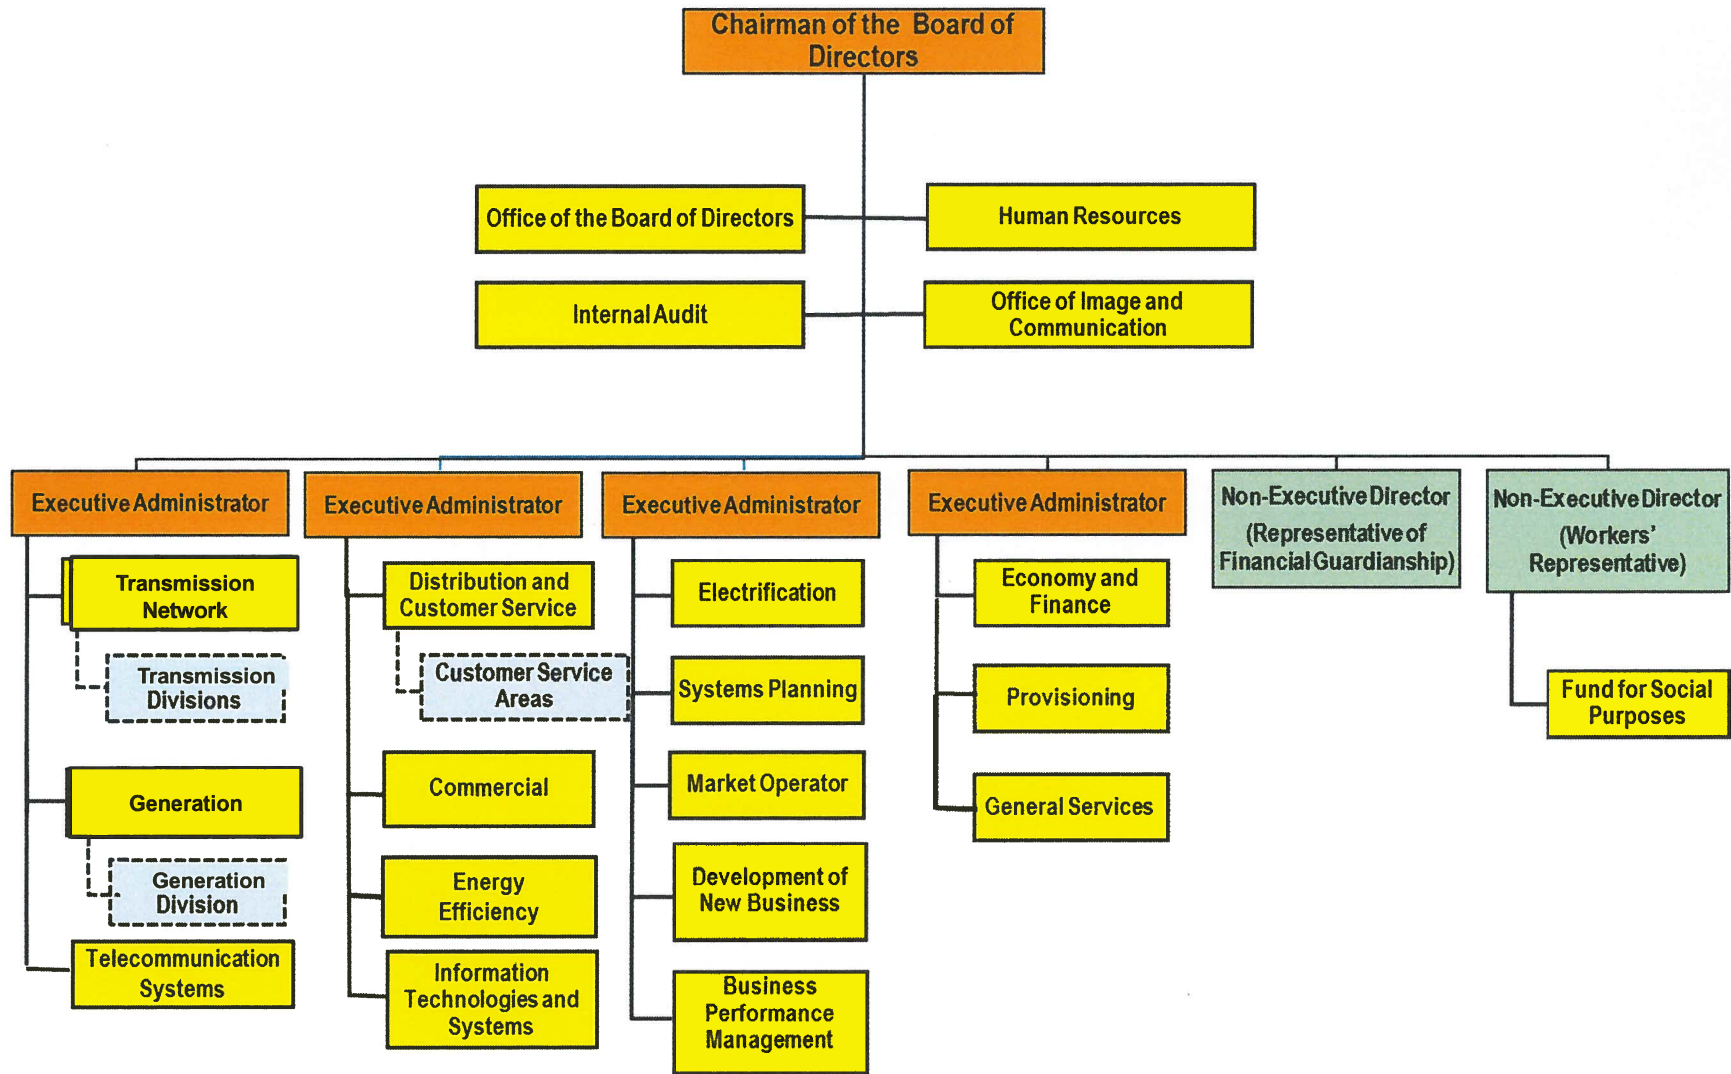 Chairman of the Board of
Directors
Office of the Board of Directors
Human Resources
Internal Audit
Office of Image and
Communication
Executive Administrator
Executive Administrator
Executive Administrator
Executive Administrator
Non-Executive Director
(Representative of
Financial Guardianship)
Non-Executive Director
(Workers'
Representative)
Transmission
Network
Transmission
Divisions
Generation
Generation
Division
Telecommunication
Systems
Distribution and
Customer Service
Customer Service
Areas
Commercial
Energy
Efficiency
Information
Technologies and
Systems
Electrification
Systems Planning
Market Operator
Development of
New Business
Business
Performance
Management
Economy and
Finance
Provisioning
General Services
Fund for Social
Purposes